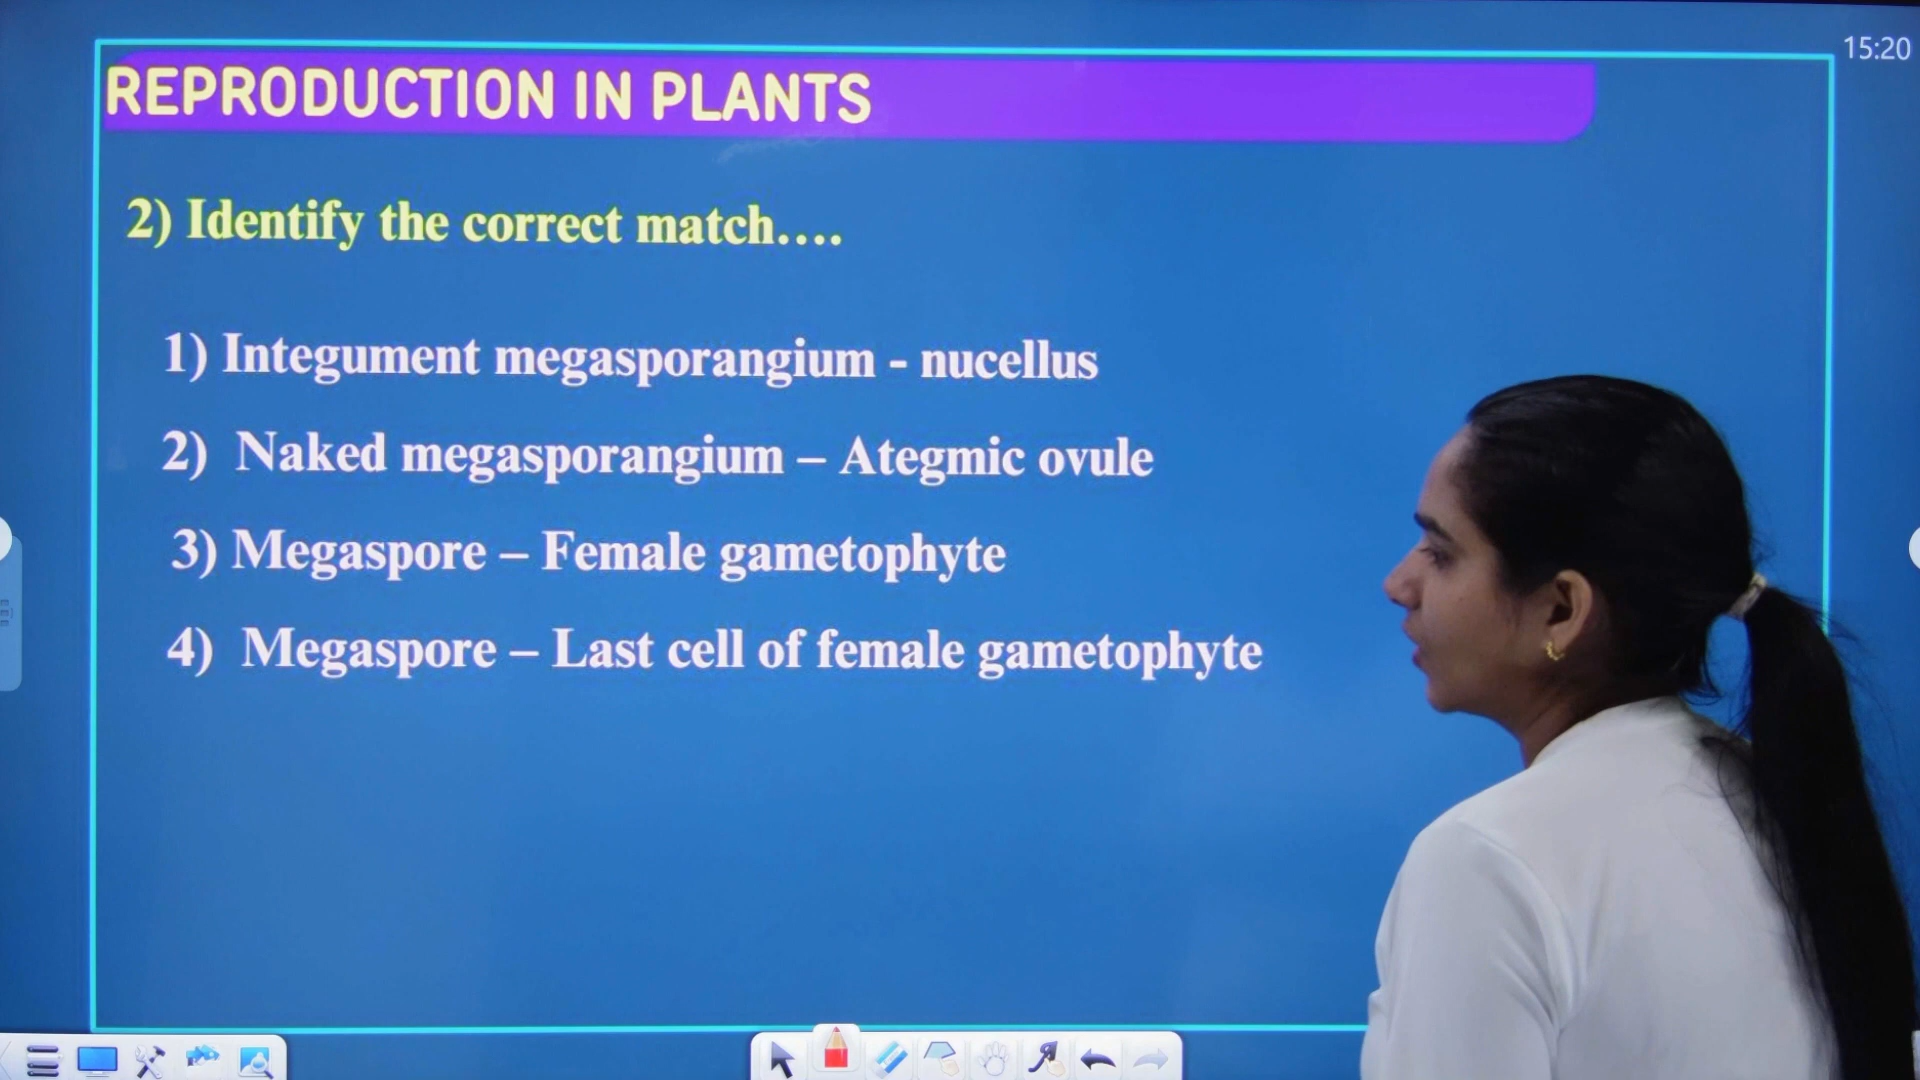 15:20
REPRODUCTION IN PLANTS
2) Identify the correct match....
1) Integument megasporangium - nucellus
2) Naked megasporangium – Ategmic ovule
3) Megaspore – Female gametophyte
4) Megaspore – Last cell of female gametophyte